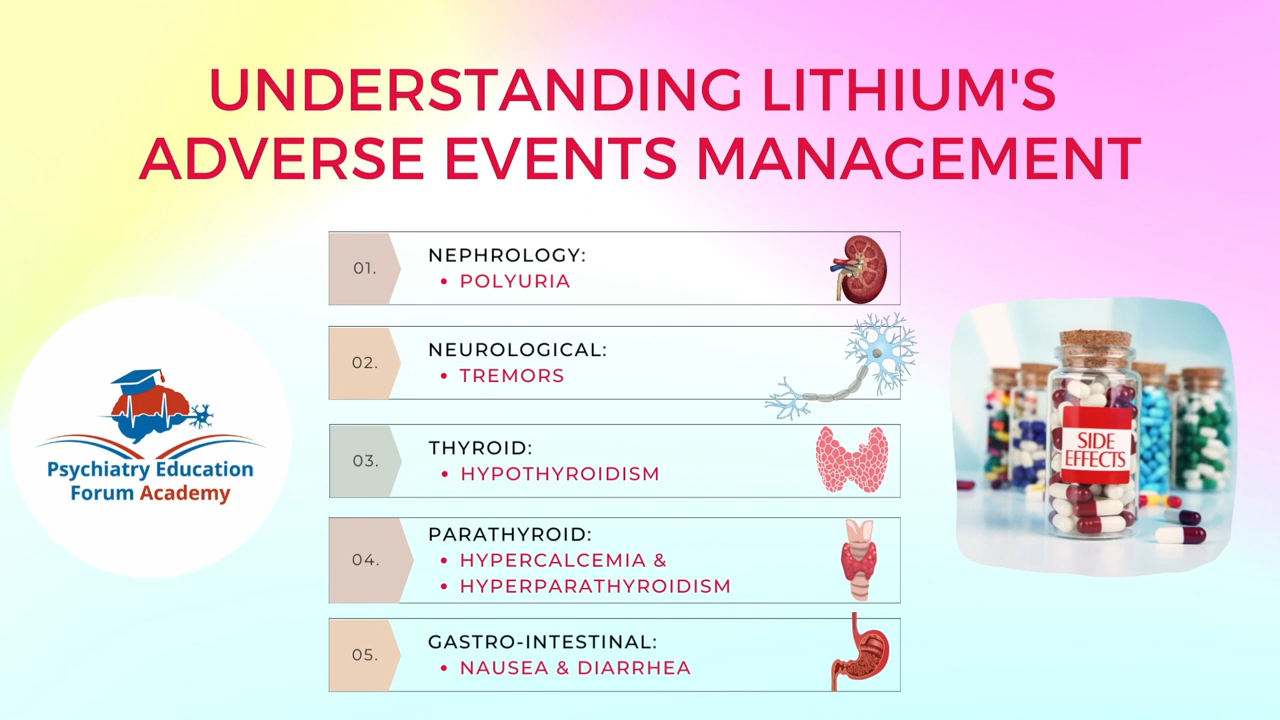 UNDERSTANDING LITHIUM'S
ADVERSE EVENTS MANAGEMENT
01.
NEPHROLOGY:
• POLYURIA
02.
NEUROLOGICAL:
• TREMORS
03.
THYROID:
• HYPOTHYROIDISM
04.
PARATHYROID:
• HYPERCALCEMIA &
• HYPERPARATHYROIDISM
05.
GASTRO-INTESTINAL:
• NAUSEA & DIARRHEA
Psychiatry Education
Forum Academy
SIDE
EFFECTS